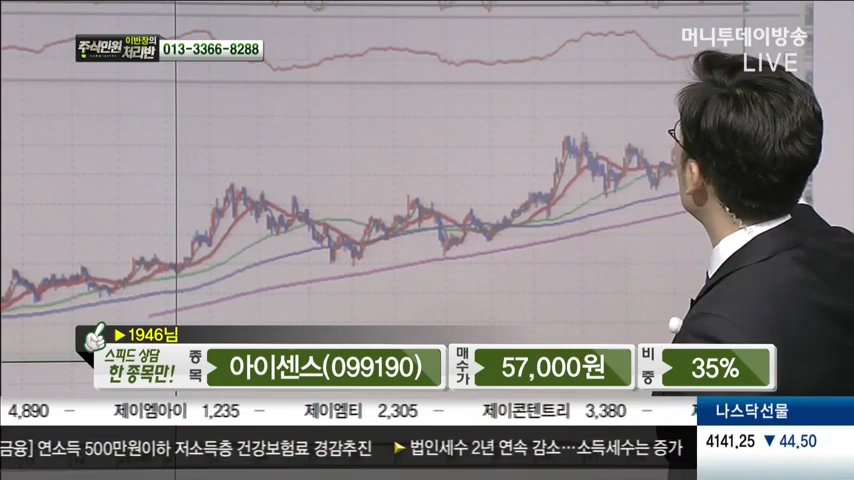 주식민원
이반장의
처리반
013-3366-8288
머니투데이방송
LIVE
▶1946님
스피드 상담
한 종목만!
종목
아이센스(099190)
매수가
57,000원
비중
35%
4,890 – 제이엠아이 1,235 – 제이엠티 2,305 – 제이콘텐트리 3,380 –
나스닥선물
4141.25 ▼44.50
금융] 연소득 500만원이하 저소득층 건강보험료 경감추진 ▶법인세수 2년 연속 감소…소득세수는 증가